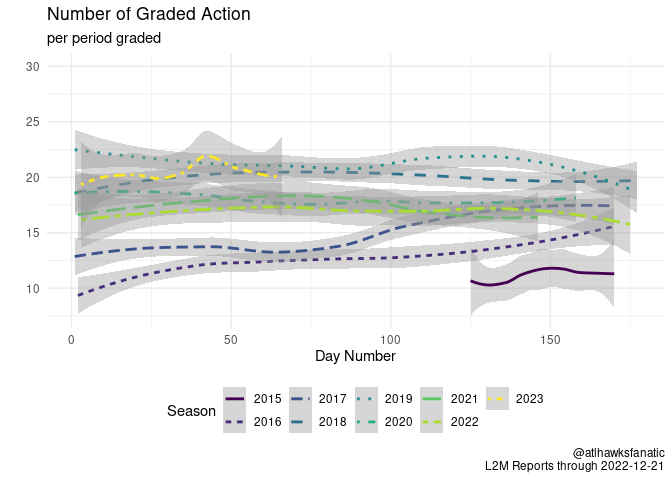 Number of Graded Action
per period graded
30
25
20
15
10
0 50 100 150
Day Number
Season
2015 2017 2019 2021 2023
2016 2018 2020 2022
@atlhawksfanatic
L2M Reports through 2022-12-21